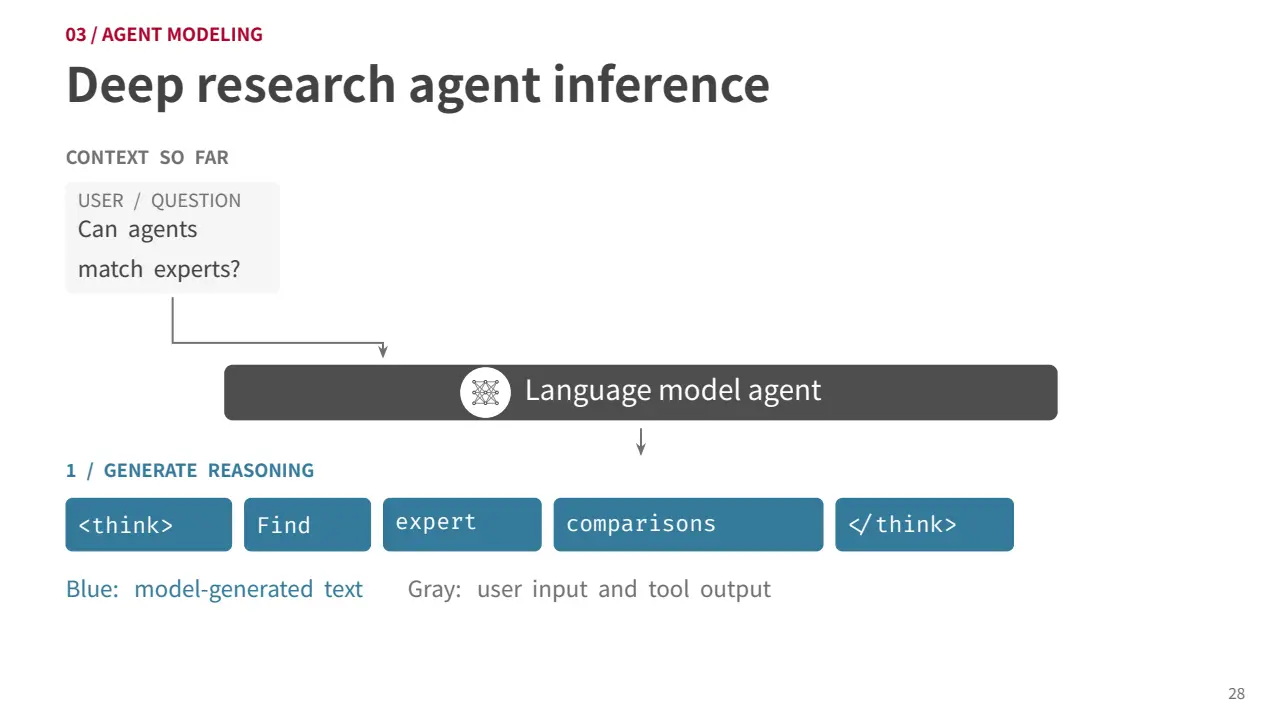 03 / AGENT MODELING
Deep research agent inference
CONTEXT SO FAR
USER / QUESTION
Can agents
match experts?
Language model agent
1 / GENERATE REASONING
<think> Find expert comparisons </think>
Blue: model-generated text Gray: user input and tool output
28